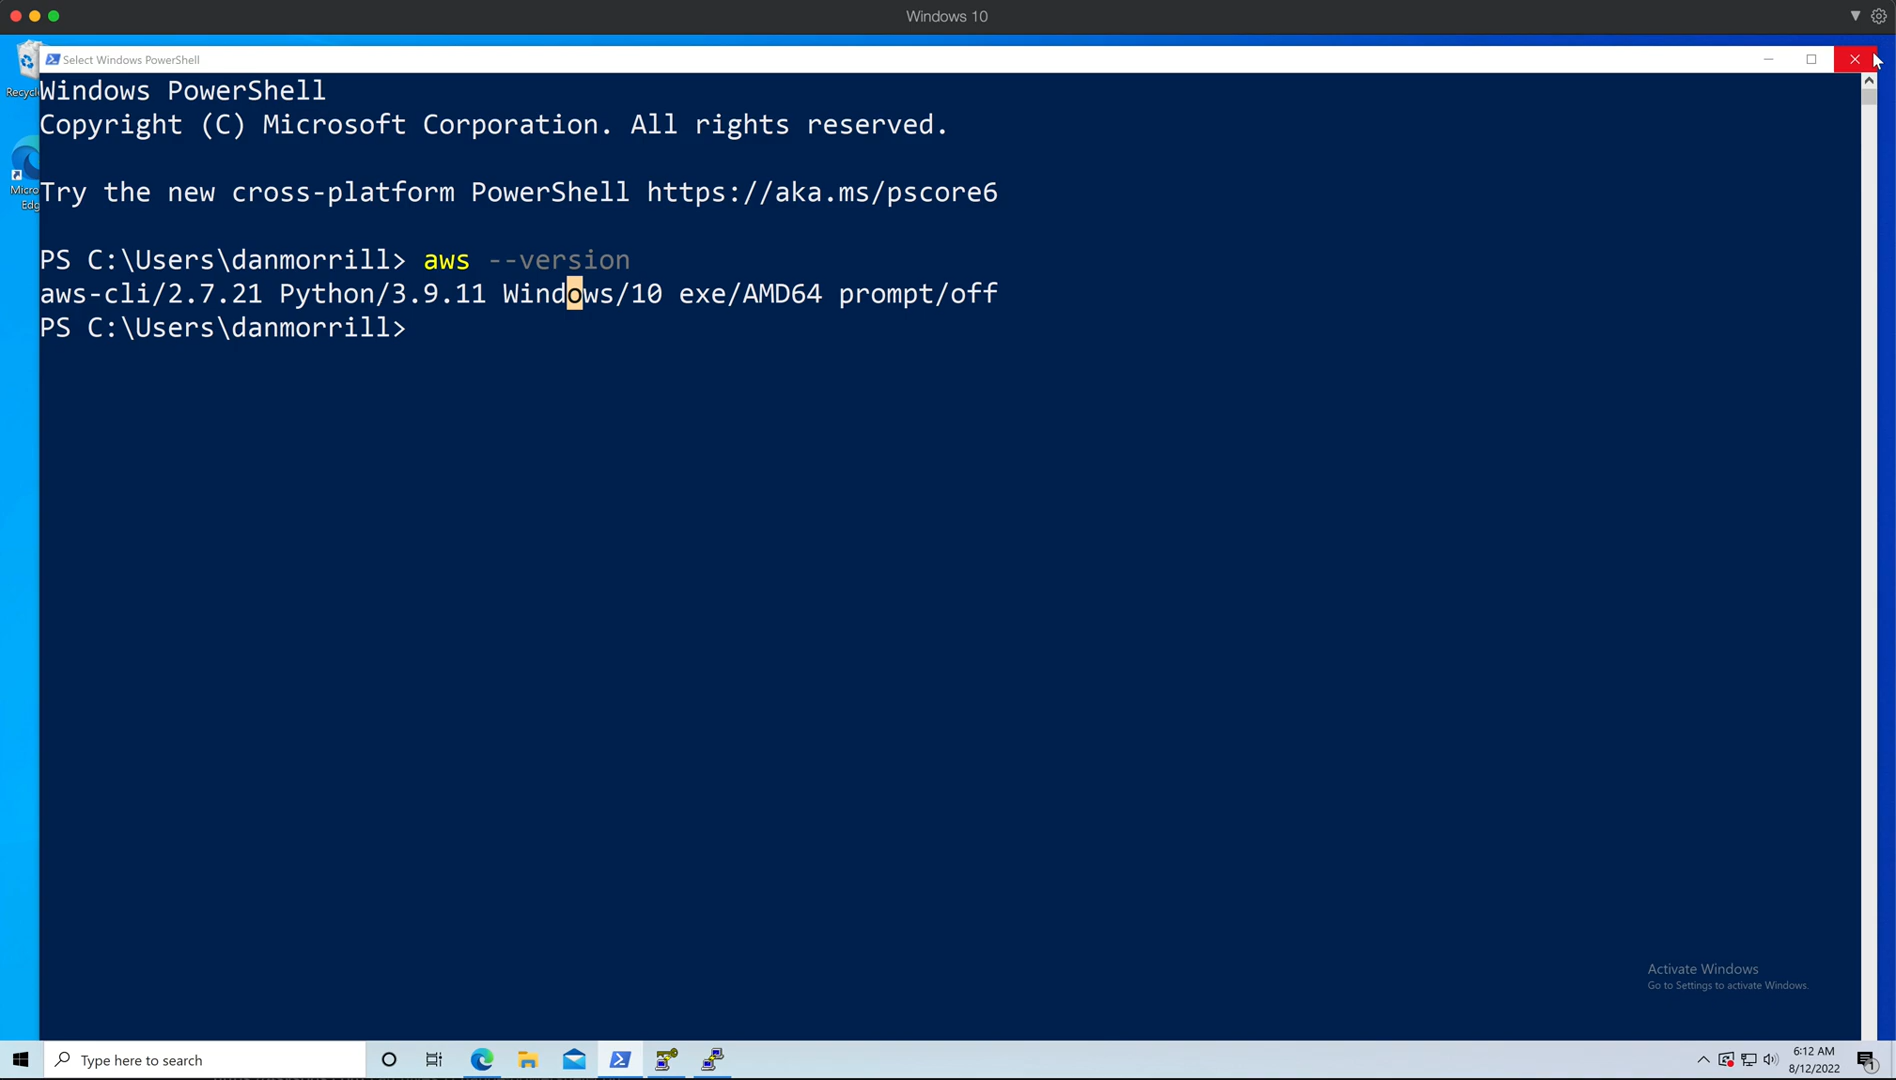 Windows 10
Select Windows PowerShell
Recycle
Windows PowerShell
Copyright (C) Microsoft Corporation. All rights reserved.
Try the new cross-platform PowerShell https://aka.ms/pscore6
Micro
Edg
PS C:\Users\danmorrill> aws --version
aws-cli/2.7.21 Python/3.9.11 Windows/10 exe/AMD64 prompt/off
PS C:\Users\danmorrill>
Activate Windows
Go to Settings to activate Windows.
Type here to search
6:12 AM
8/12/2022
1